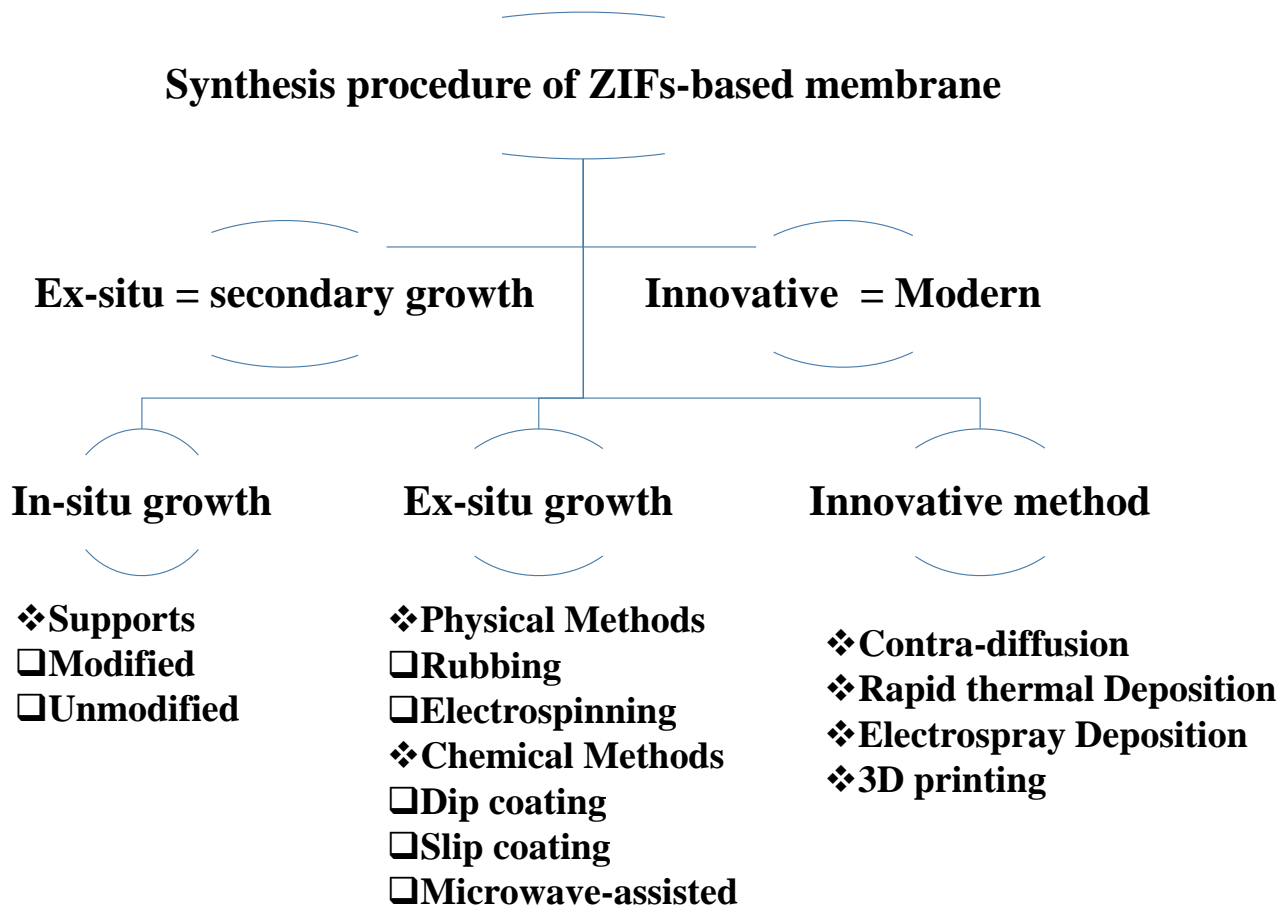 Synthesis procedure of ZIFs-based membrane
Ex-situ = secondary growth
Innovative = Modern
In-situ growth
❖Supports
❑Modified
❑Unmodified
Ex-situ growth
❖Physical Methods
❑Rubbing
❑Electrospinning
❖Chemical Methods
❑Dip coating
❑Slip coating
❑Microwave-assisted
Innovative method
❖Contra-diffusion
❖Rapid thermal Deposition
❖Electrospray Deposition
❖3D printing